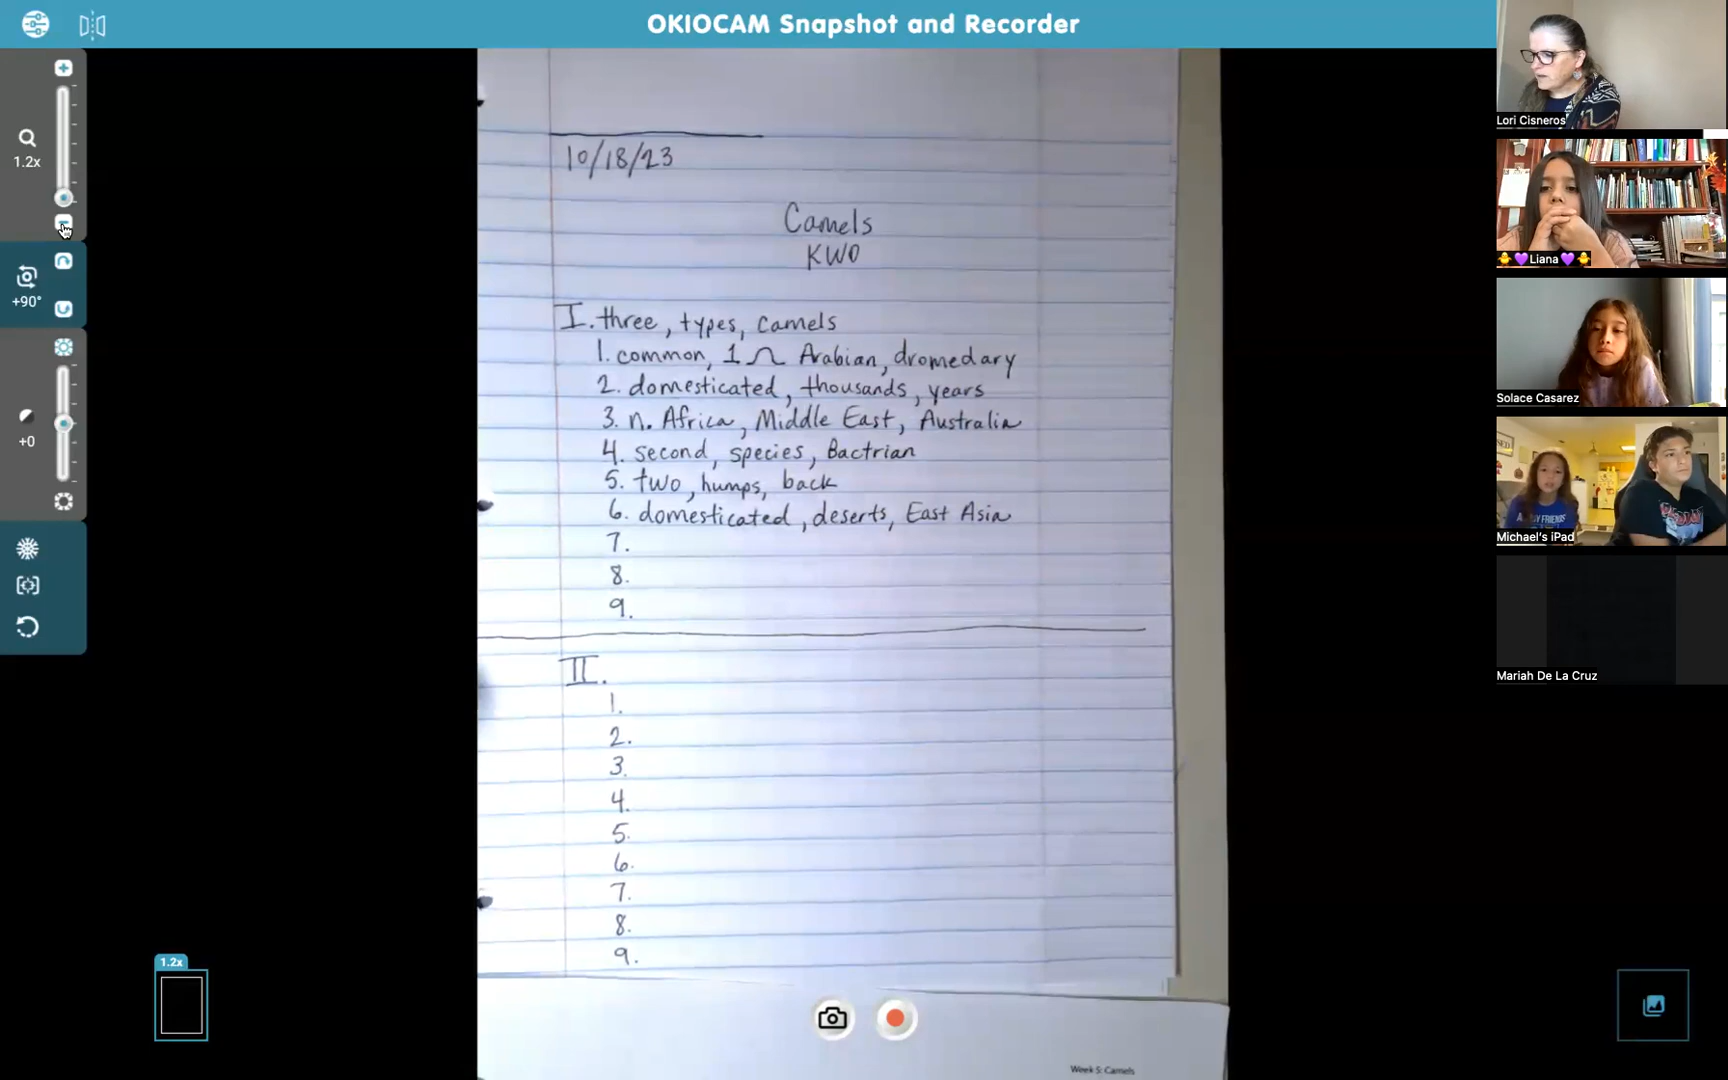 OKIOCAM Snapshot and Recorder
1.2x
+90°
+0
10/18/23
Camels
KWO
I. three, types, camels
1. common, 1 Arabian, dromedary
2. domesticated, thousands, years
3. n. Africa, Middle East, Australia
4. second, species, Bactrian
5. two, humps, back
6. domesticated, deserts, East Asia
7.
8.
9.
II.
1.
2.
3.
4.
5.
6.
7.
8.
9.
Week 5: Camels
1.2x
Lori Cisneros
🐥💜Liana💜🐥
Solace Casarez
Michael's iPad
Mariah De La Cruz